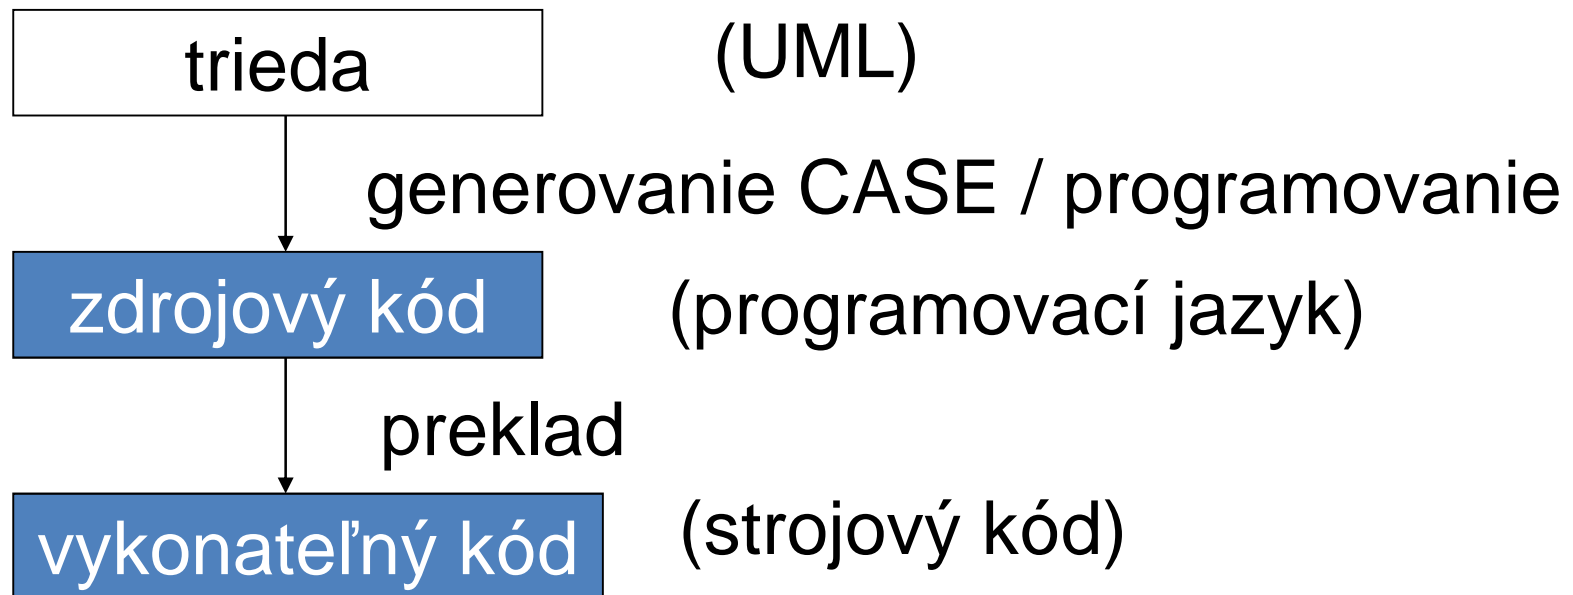 trieda (UML)
generovanie CASE / programovanie
zdrojový kód (programovací jazyk)
preklad
vykonateľný kód (strojový kód)